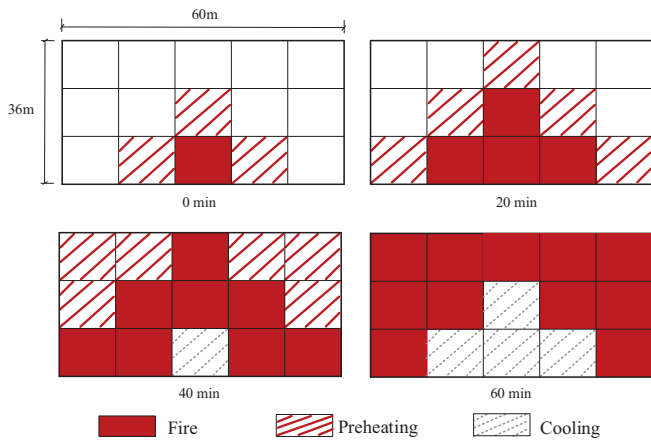 60m
36m
0 min
20 min
40 min
60 min
Fire
Preheating
Cooling